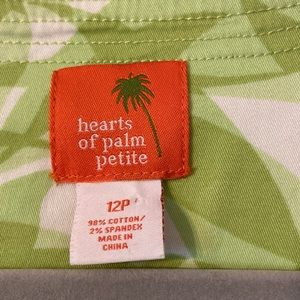 hearts
of palm
petite
12P
98% COTTON/
2% SPANDEX
MADE IN
CHINA